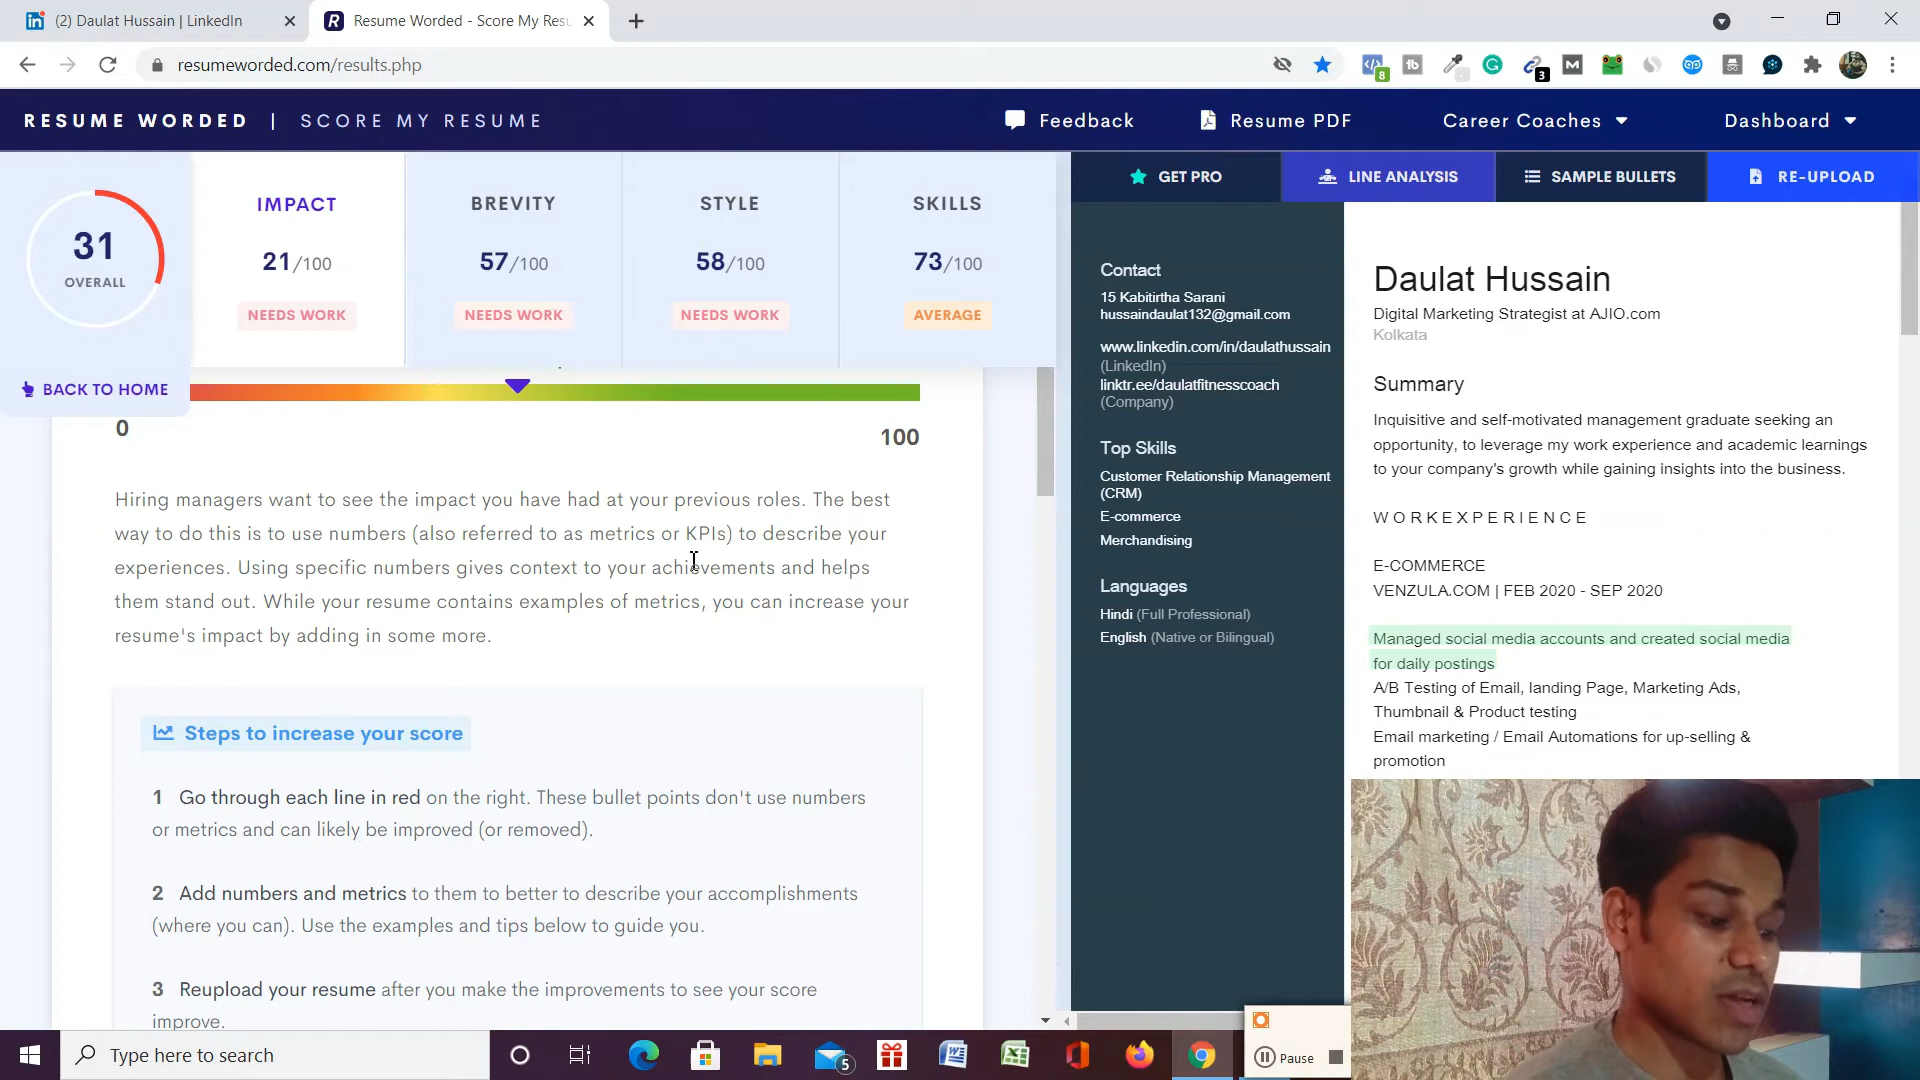 (2) Daulat Hussain | LinkedIn
Resume Worded - Score My Resu
resumeworded.com/results.php
8
3
RESUME WORDED | SCORE MY RESUME
Feedback
Resume PDF
Career Coaches
Dashboard
31
OVERALL
BACK TO HOME
IMPACT
21/100
NEEDS WORK
BREVITY
57/100
NEEDS WORK
STYLE
58/100
NEEDS WORK
SKILLS
73/100
AVERAGE
0
100
Hiring managers want to see the impact you have had at your previous roles. The best
way to do this is to use numbers (also referred to as metrics or KPIs) to describe your
experiences. Using specific numbers gives context to your achievements and helps
them stand out. While your resume contains examples of metrics, you can increase your
resume's impact by adding in some more.
Steps to increase your score
1 Go through each line in red on the right. These bullet points don't use numbers
or metrics and can likely be improved (or removed).
2 Add numbers and metrics to them to better to describe your accomplishments
(where you can). Use the examples and tips below to guide you.
3 Reupload your resume after you make the improvements to see your score
improve.
GET PRO
LINE ANALYSIS
SAMPLE BULLETS
RE-UPLOAD
Contact
15 Kabitirtha Sarani
hussaindaulat132@gmail.com
www.linkedin.com/in/daulathussain
(LinkedIn)
linktr.ee/daulatfitnesscoach
(Company)
Top Skills
Customer Relationship Management
(CRM)
E-commerce
Merchandising
Languages
Hindi (Full Professional)
English (Native or Bilingual)
Daulat Hussain
Digital Marketing Strategist at AJIO.com
Kolkata
Summary
Inquisitive and self-motivated management graduate seeking an
opportunity, to leverage my work experience and academic learnings
to your company's growth while gaining insights into the business.
W O R K E X P E R I E N C E
E-COMMERCE
VENZULA.COM | FEB 2020 - SEP 2020
Managed social media accounts and created social media
for daily postings
A/B Testing of Email, landing Page, Marketing Ads,
Thumbnail & Product testing
Email marketing / Email Automations for up-selling &
promotion
Type here to search
5
Pause